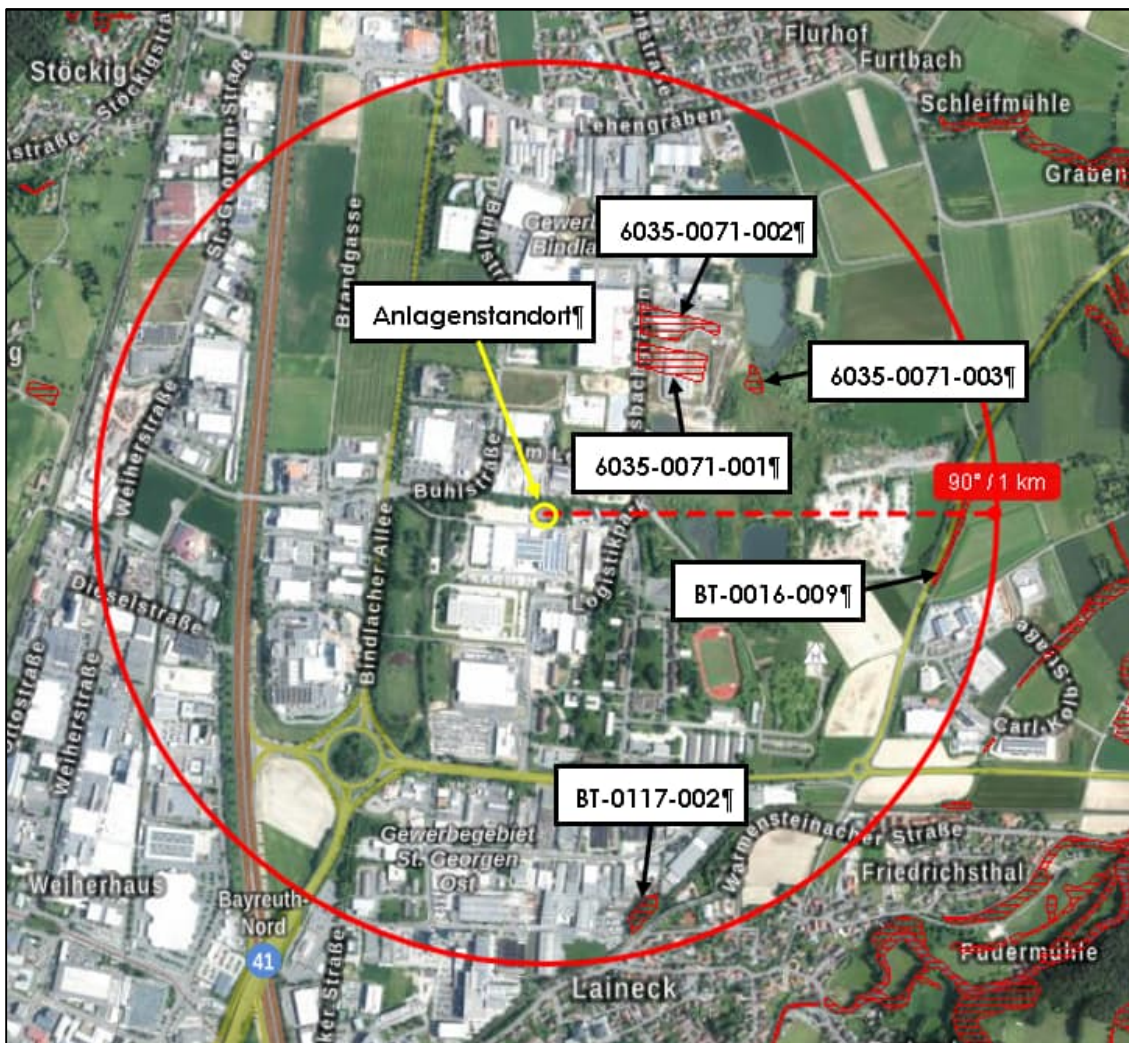 Flurhof
Furtbach
Stöckig
Schleifmühle
Lehengraben
St.-Georgen-Straße
Graben
6035-0071-002¶
Brandgasse
Anlagenstandort¶
6035-0071-003¶
6035-0071-001¶
Weiherstraße
Bühlstraße
90° / 1 km
Bindlacher Allee
Logistikpark
BT-0016-009¶
Dieselstraße
Carl-Kolb-Straße
Ottostraße
Weiherstraße
BT-0117-002¶
Warmensteinacher Straße
Gewerbegebiet
St. Georgen
Ost
Friedrichsthal
Weiherhaus
Bayreuth-
Nord
41
Pudermühle
Laineck